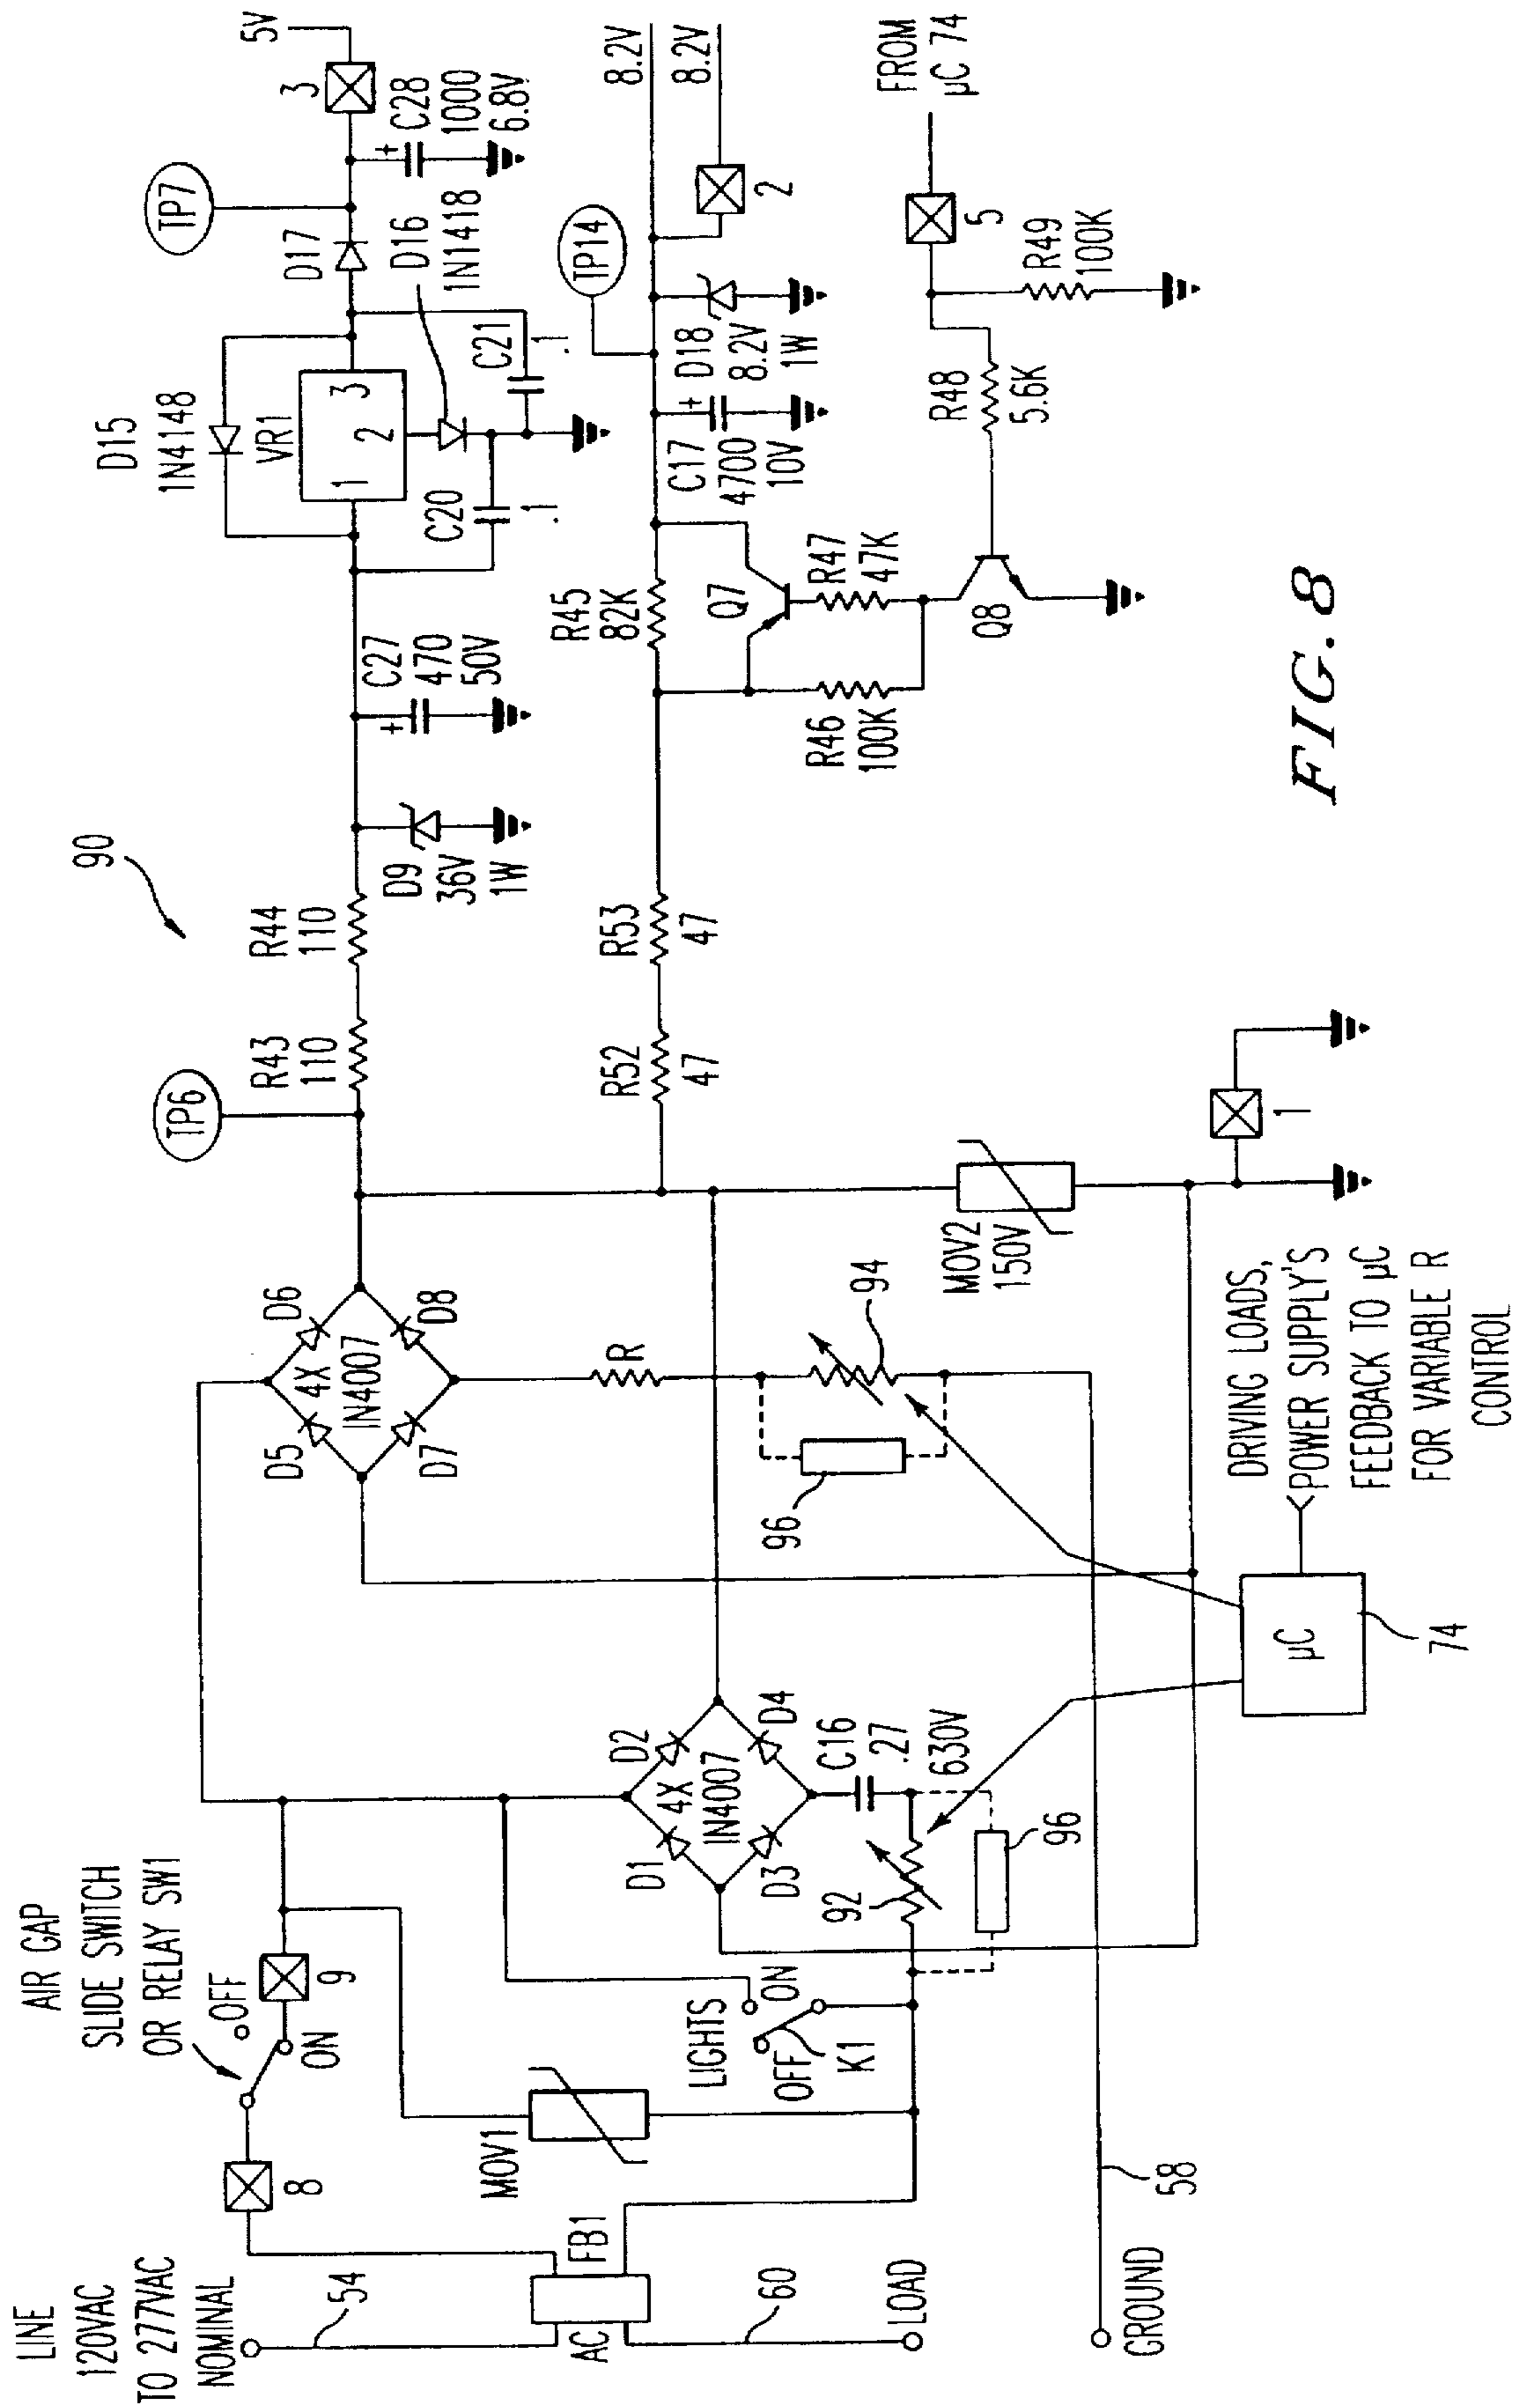 LINE
120VAC
TO 277VAC
NOMINAL
54
AC
FB1
60
LOAD
GROUND
58
8
AIR GAP
SLIDE SWITCH
OR RELAY SW1
OFF
ON
9
MOV1
LIGHTS
ON
OFF
K1
D1
D2
4X
IN4007
D3
D4
C16
.27
630V
92
96
D5
D6
4X
IN4007
D7
D8
R
94
96
µC
74
DRIVING LOADS,
POWER SUPPLY'S
FEEDBACK TO µC
FOR VARIABLE R
CONTROL
MOV2
150V
1
TP6
R43
110
R44
110
90
D9
36V
1W
C27
470
50V
D15
1N4148
VR1
1
2
3
C20
.1
C21
.1
D16
1N1418
D17
TP7
C28
1000
6.8V
3
5V
R52
47
R53
47
R45
82K
Q7
R46
100K
R47
47K
Q8
C17
4700
10V
D18
8.2V
1W
TP14
8.2V
8.2V
2
R48
5.6K
R49
100K
5
FROM
µC 74
FIG. 8